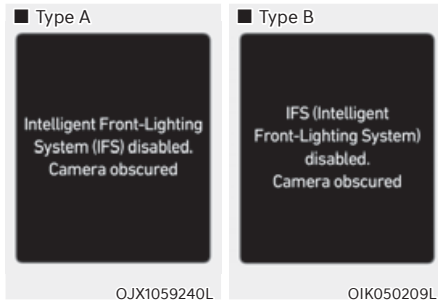 ■ Type A
Intelligent Front-Lighting
System (IFS) disabled.
Camera obscured
OJX1059240L
■ Type B
IFS (Intelligent
Front-Lighting System)
disabled.
Camera obscured
OIK050209L